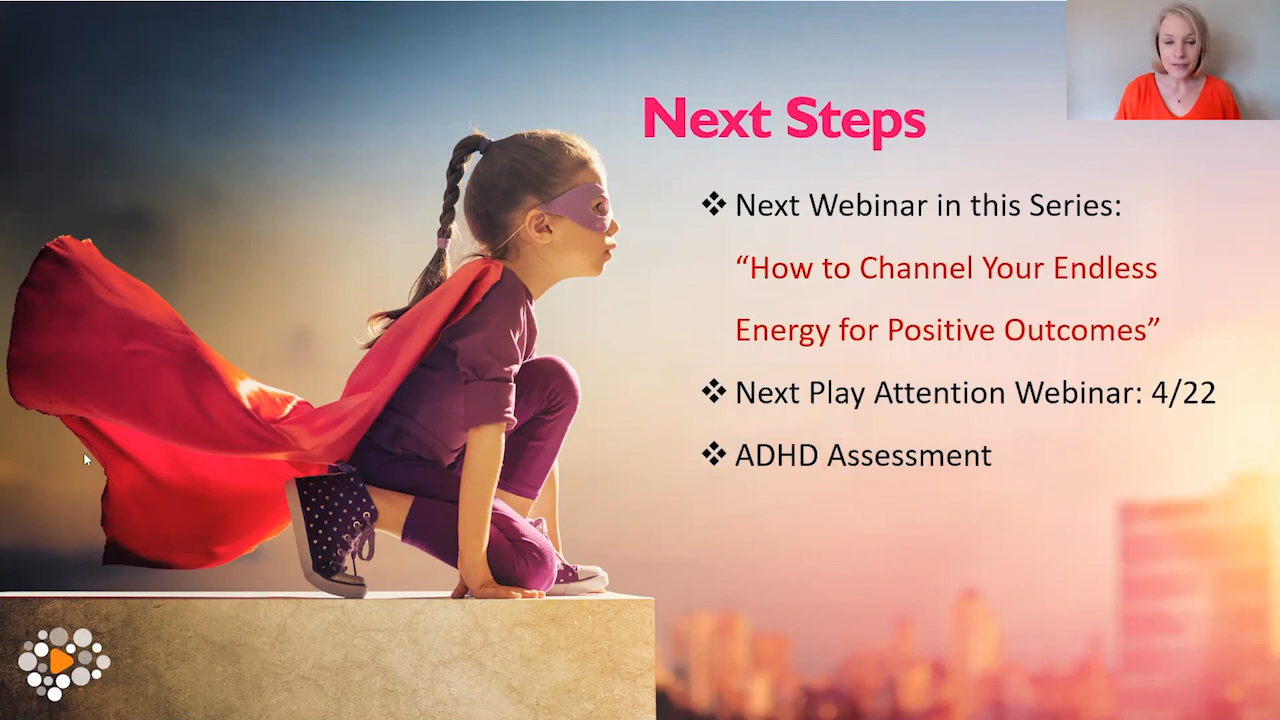 Next Steps
❖ Next Webinar in this Series:
“How to Channel Your Endless
Energy for Positive Outcomes”
❖ Next Play Attention Webinar: 4/22
❖ ADHD Assessment